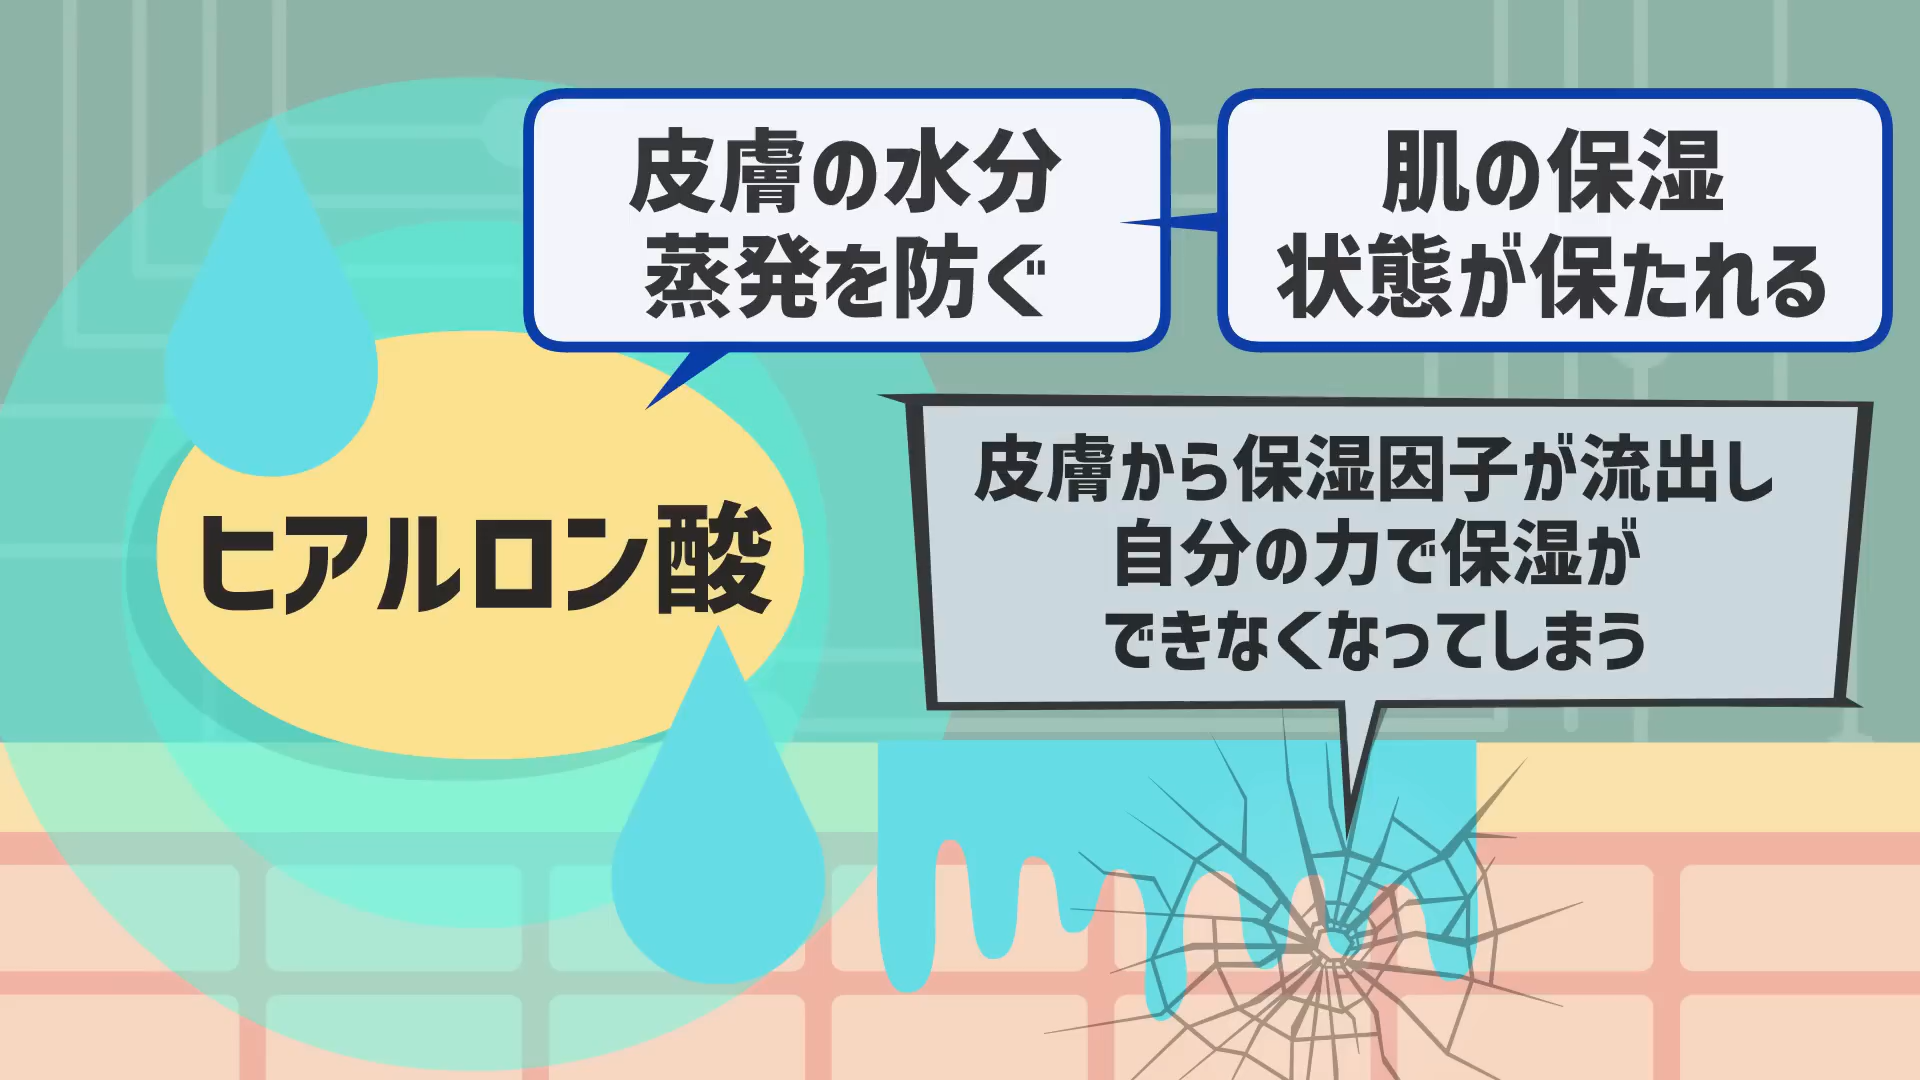 皮膚の水分
蒸発を防ぐ
肌の保湿
状態が保たれる
ヒアルロン酸
皮膚から保湿因子が流出し
自分の力で保湿が
できなくなってしまう